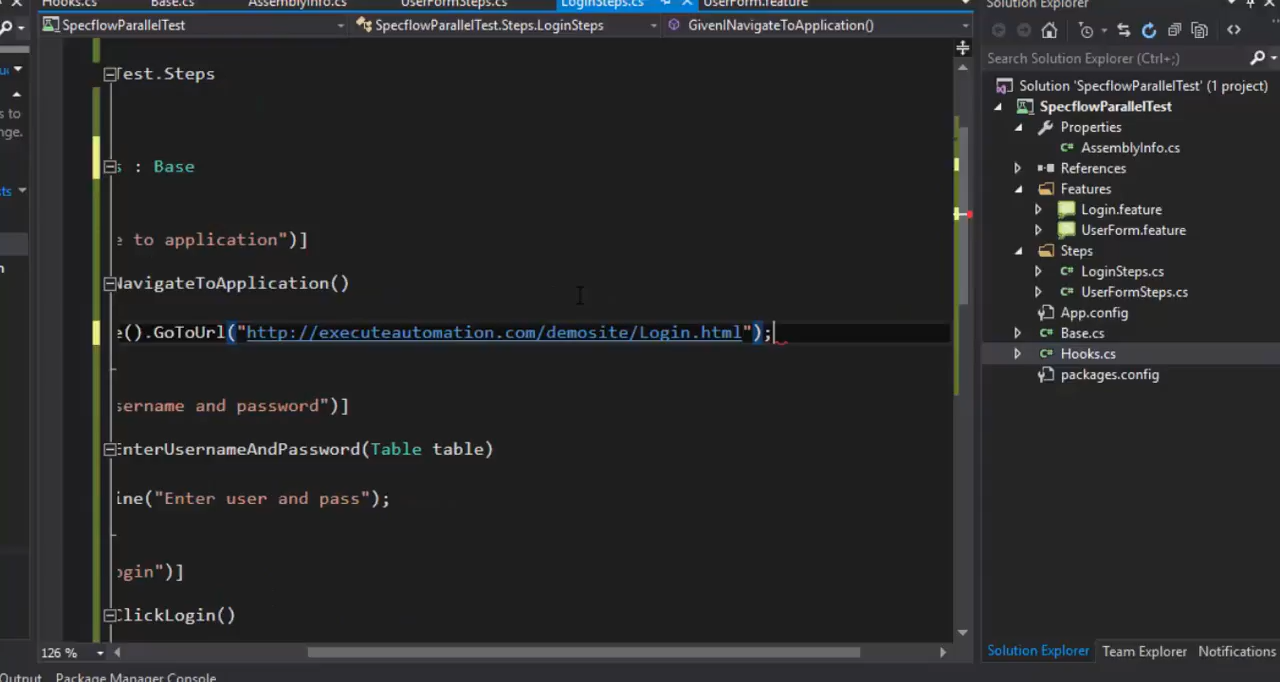 Hooks.cs Base.cs AssemblyInfo.cs UserFormSteps.cs LoginSteps.cs UserForm.feature
SpecflowParallelTest SpecflowParallelTest.Steps.LoginSteps GivenINavigateToApplication()
Test.Steps
s : Base
e to application")]
NavigateToApplication()
e().GoToUrl("http://executeautomation.com/demosite/Login.html");
sername and password")]
EnterUsernameAndPassword(Table table)
ine("Enter user and pass");
ogin")]
ClickLogin()
126 %
Output Package Manager Console
s to
nge.
sts
Solution Explorer
Search Solution Explorer (Ctrl+;)
Solution 'SpecflowParallelTest' (1 project)
SpecflowParallelTest
Properties
AssemblyInfo.cs
References
Features
Login.feature
UserForm.feature
Steps
LoginSteps.cs
UserFormSteps.cs
App.config
Base.cs
Hooks.cs
packages.config
Solution Explorer Team Explorer Notifications